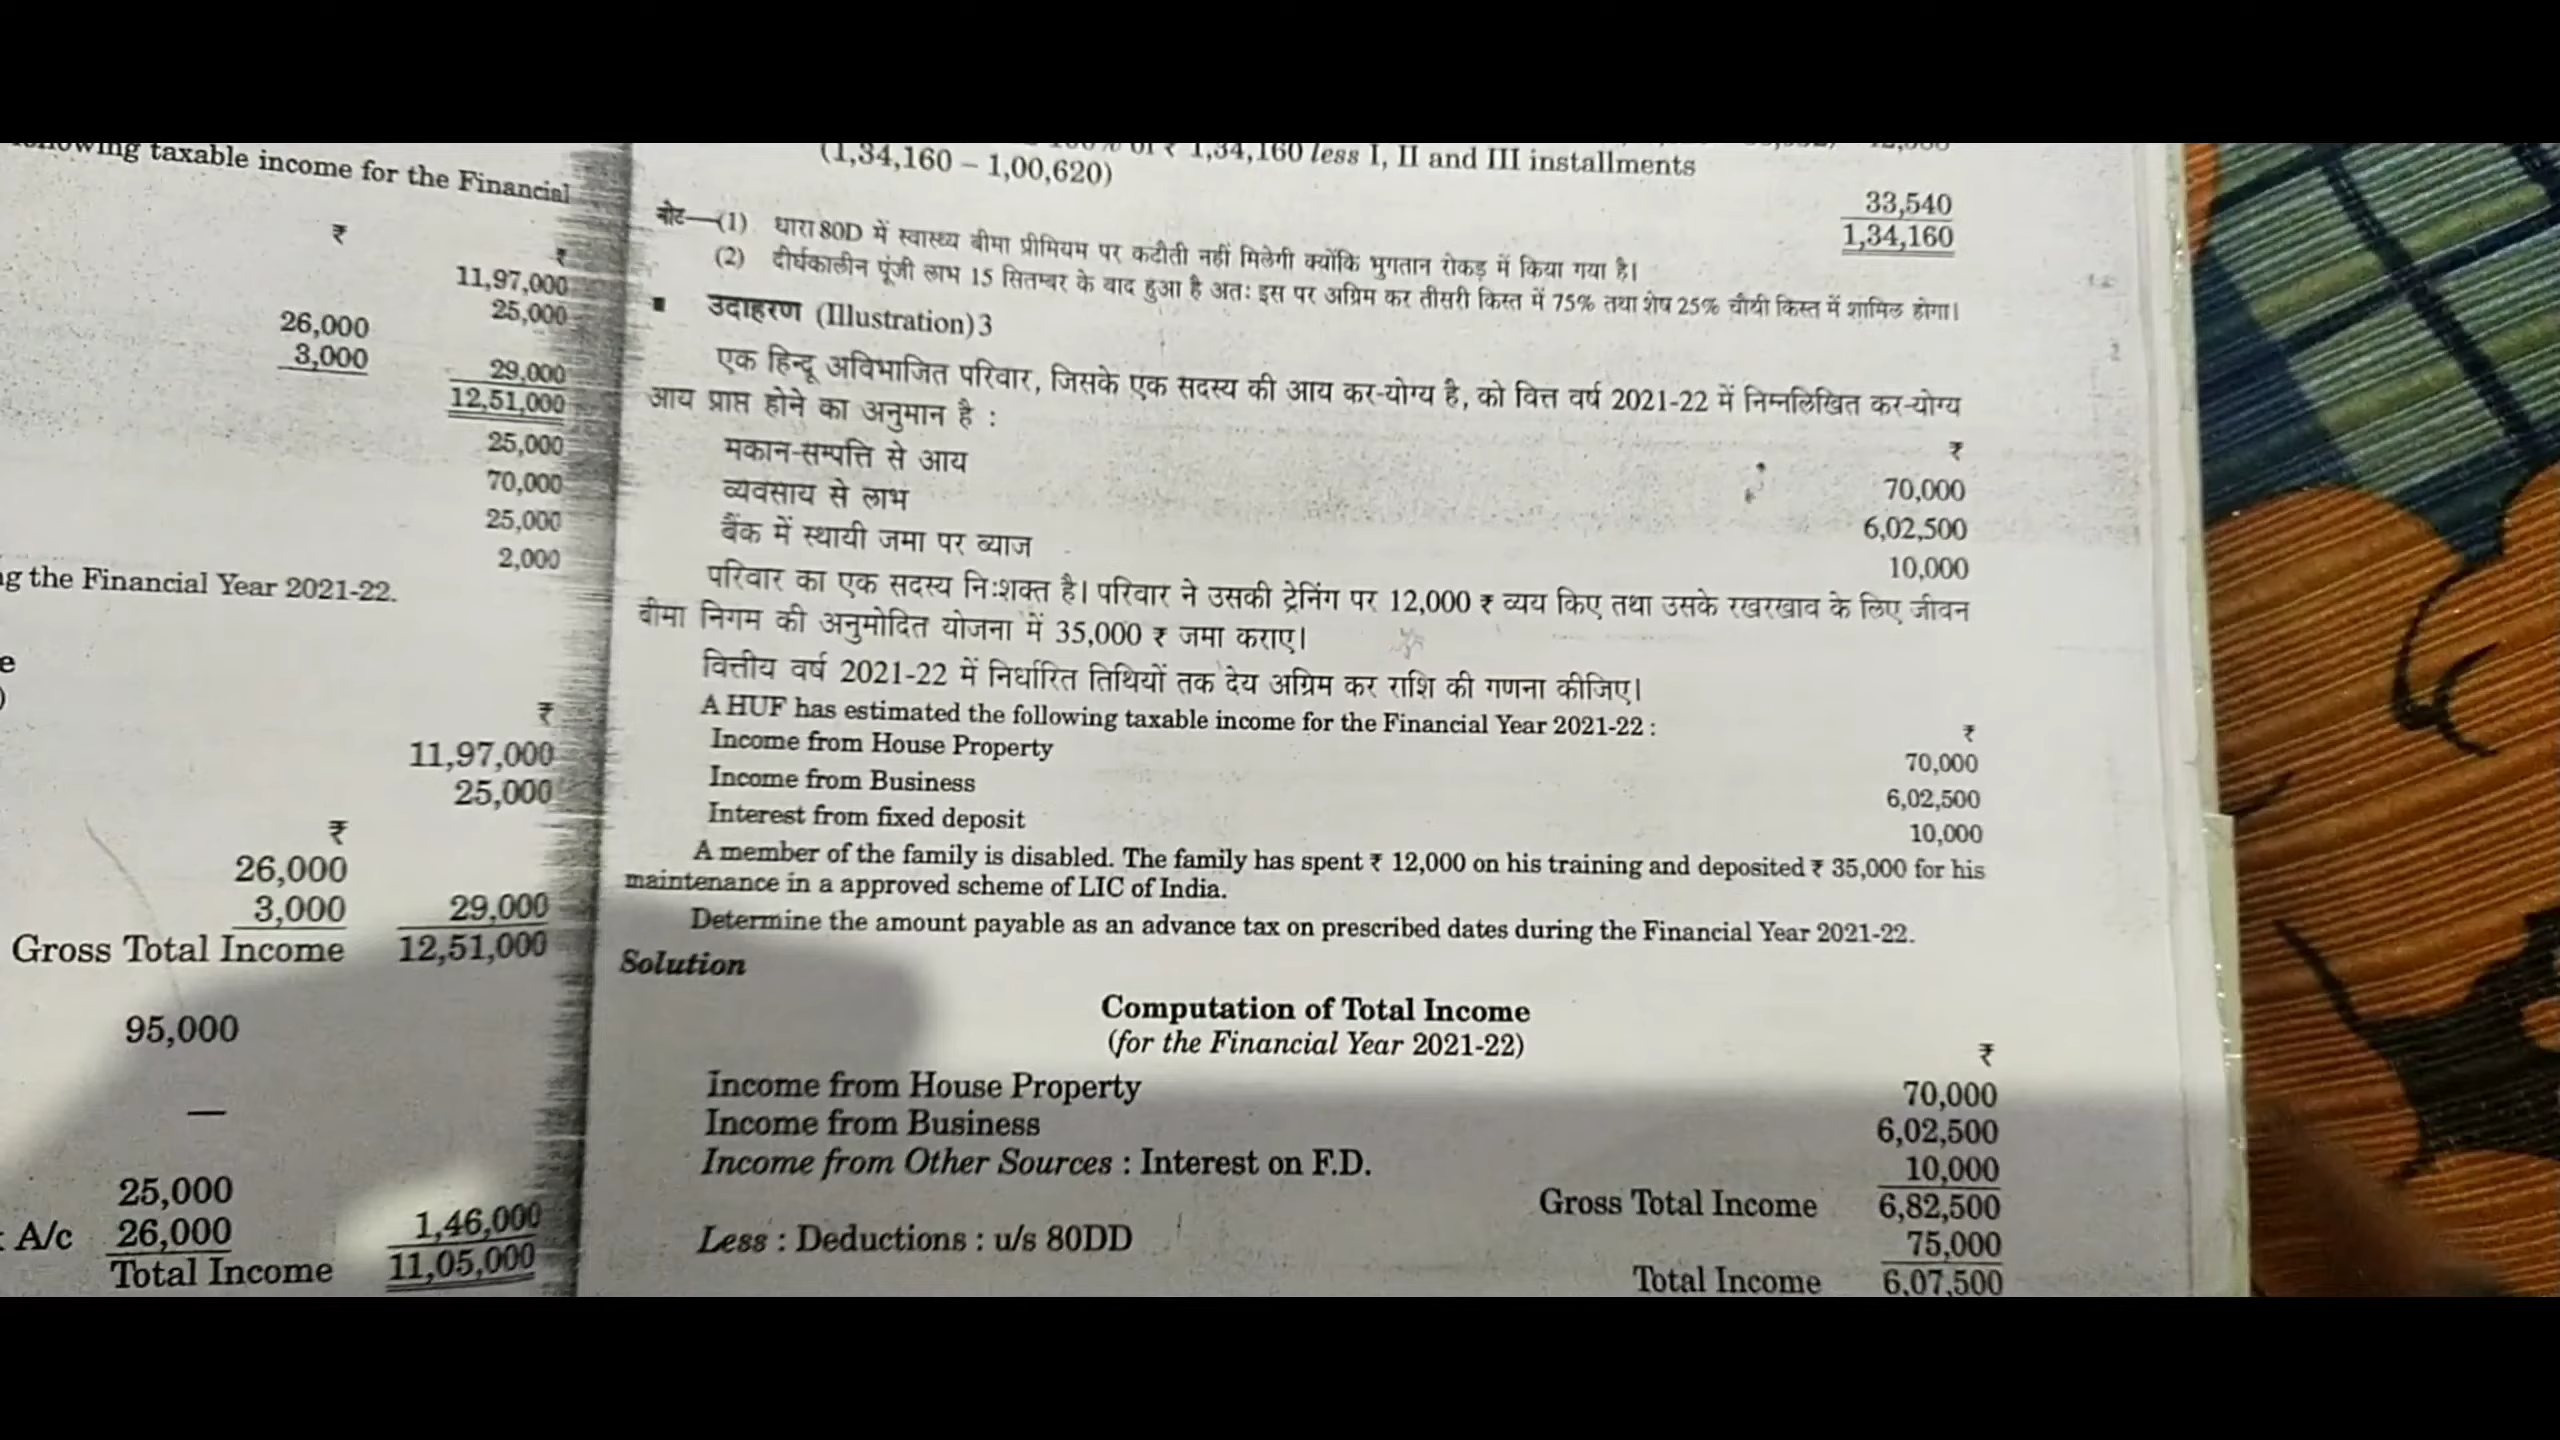 taxable income for the Financial
₹
₹
11,97,000
25,000
26,000
3,000
29,000
12,51,000
25,000
70,000
25,000
2,000
the Financial Year 2021-22.
e
)
₹
11,97,000
25,000
₹
26,000
3,000 29,000
Gross Total Income 12,51,000
95,000
—
25,000
A/c 26,000 1,46,000
Total Income 11,05,000
1,34,160 less I, II and III installments
(1,34,160 – 1,00,620)
33,540
1,34,160
नोट—(1) धारा 80D में स्वास्थ्य बीमा प्रीमियम पर कटौती नहीं मिलेगी क्योंकि भुगतान रोकड़ में किया गया है।
(2) दीर्घकालीन पूंजी लाभ 15 सितम्बर के बाद हुआ है अतः इस पर अग्रिम कर तीसरी किस्त में 75% तथा शेष 25% चौथी किस्त में शामिल होगा।
■ उदाहरण (Illustration) 3
एक हिन्दू अविभाजित परिवार, जिसके एक सदस्य की आय कर-योग्य है, को वित्त वर्ष 2021-22 में निम्नलिखित कर-योग्य
आय प्राप्त होने का अनुमान है :
₹
मकान-सम्पत्ति से आय 70,000
व्यवसाय से लाभ 6,02,500
बैंक में स्थायी जमा पर व्याज 10,000
परिवार का एक सदस्य निःशक्त है। परिवार ने उसकी ट्रेनिंग पर 12,000 ₹ व्यय किए तथा उसके रखरखाव के लिए जीवन
बीमा निगम की अनुमोदित योजना में 35,000 ₹ जमा कराए।
वित्तीय वर्ष 2021-22 में निर्धारित तिथियों तक देय अग्रिम कर राशि की गणना कीजिए।
A HUF has estimated the following taxable income for the Financial Year 2021-22 :
₹
Income from House Property 70,000
Income from Business 6,02,500
Interest from fixed deposit 10,000
A member of the family is disabled. The family has spent ₹ 12,000 on his training and deposited ₹ 35,000 for his
maintenance in a approved scheme of LIC of India.
Determine the amount payable as an advance tax on prescribed dates during the Financial Year 2021-22.
Solution
Computation of Total Income
(for the Financial Year 2021-22)
₹
Income from House Property 70,000
Income from Business 6,02,500
Income from Other Sources : Interest on F.D. 10,000
Gross Total Income 6,82,500
Less : Deductions : u/s 80DD 75,000
Total Income 6,07,500